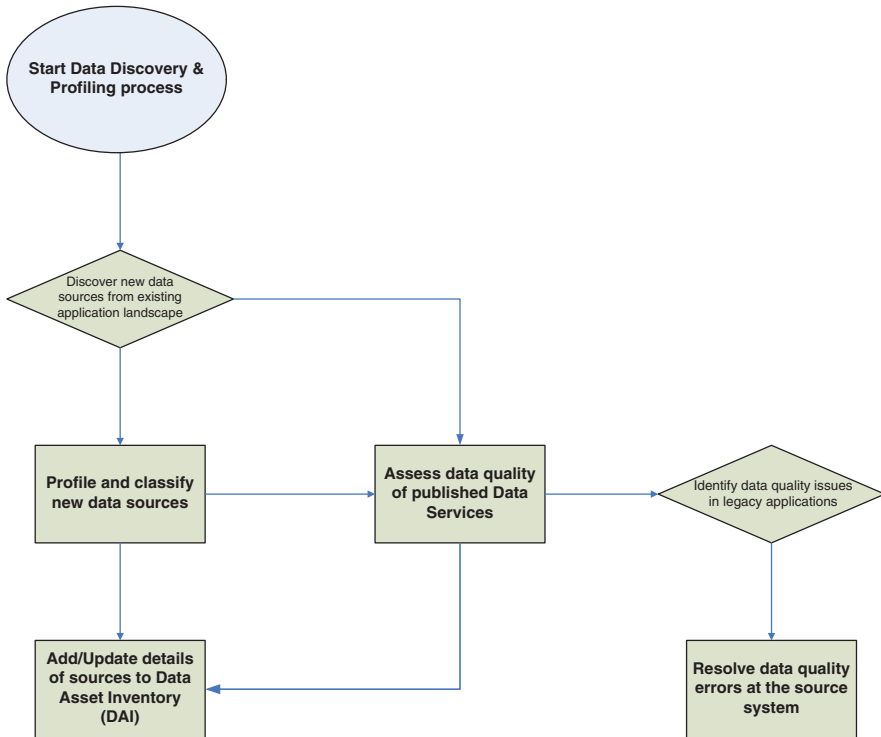 Start Data Discovery &
Profiling process
Discover new data
sources from existing
application landscape
Profile and classify
new data sources
Assess data quality
of published Data
Services
Identify data quality issues
in legacy applications
Add/Update details
of sources to Data
Asset Inventory
(DAI)
Resolve data quality
errors at the source
system